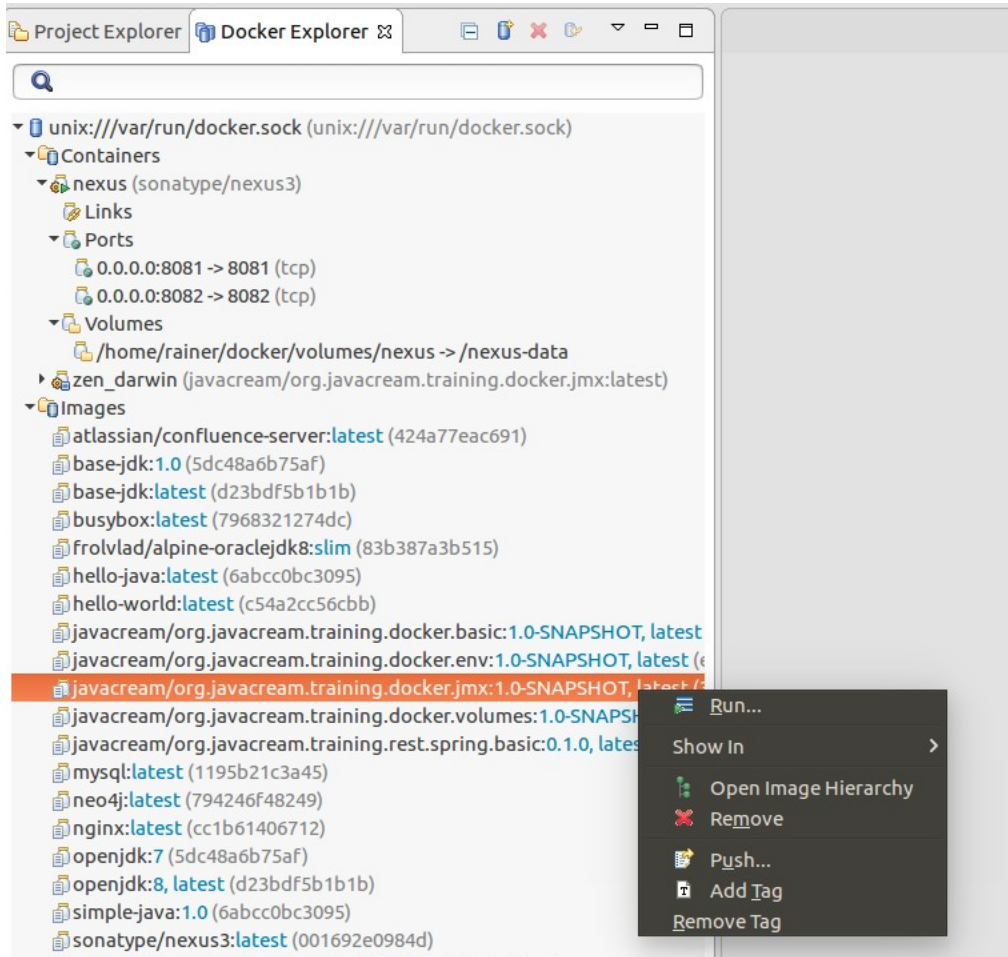 Project Explorer Docker Explorer
unix:///var/run/docker.sock (unix:///var/run/docker.sock)
Containers
nexus (sonatype/nexus3)
Links
Ports
0.0.0.0:8081 -> 8081 (tcp)
0.0.0.0:8082 -> 8082 (tcp)
Volumes
/home/rainer/docker/volumes/nexus -> /nexus-data
zen_darwin (javacream/org.javacream.training.docker.jmx:latest)
Images
atlassian/confluence-server:latest (424a77eac691)
base-jdk:1.0 (5dc48a6b75af)
base-jdk:latest (d23bdf5b1b1b)
busybox:latest (7968321274dc)
frolvlad/alpine-oraclejdk8:slim (83b387a3b515)
hello-java:latest (6abcc0bc3095)
hello-world:latest (c54a2cc56cbb)
javacream/org.javacream.training.docker.basic:1.0-SNAPSHOT, latest
javacream/org.javacream.training.docker.env:1.0-SNAPSHOT, latest (e
javacream/org.javacream.training.docker.jmx:1.0-SNAPSHOT, latest
javacream/org.javacream.training.docker.volumes:1.0-SNAPSH
javacream/org.javacream.training.rest.spring.basic:0.1.0, lates
mysql:latest (1195b21c3a45)
neo4j:latest (794246f48249)
nginx:latest (cc1b61406712)
openjdk:7 (5dc48a6b75af)
openjdk:8, latest (d23bdf5b1b1b)
simple-java:1.0 (6abcc0bc3095)
sonatype/nexus3:latest (001692e0984d)
Run...
Show In
Open Image Hierarchy
Remove
Push...
Add Tag
Remove Tag